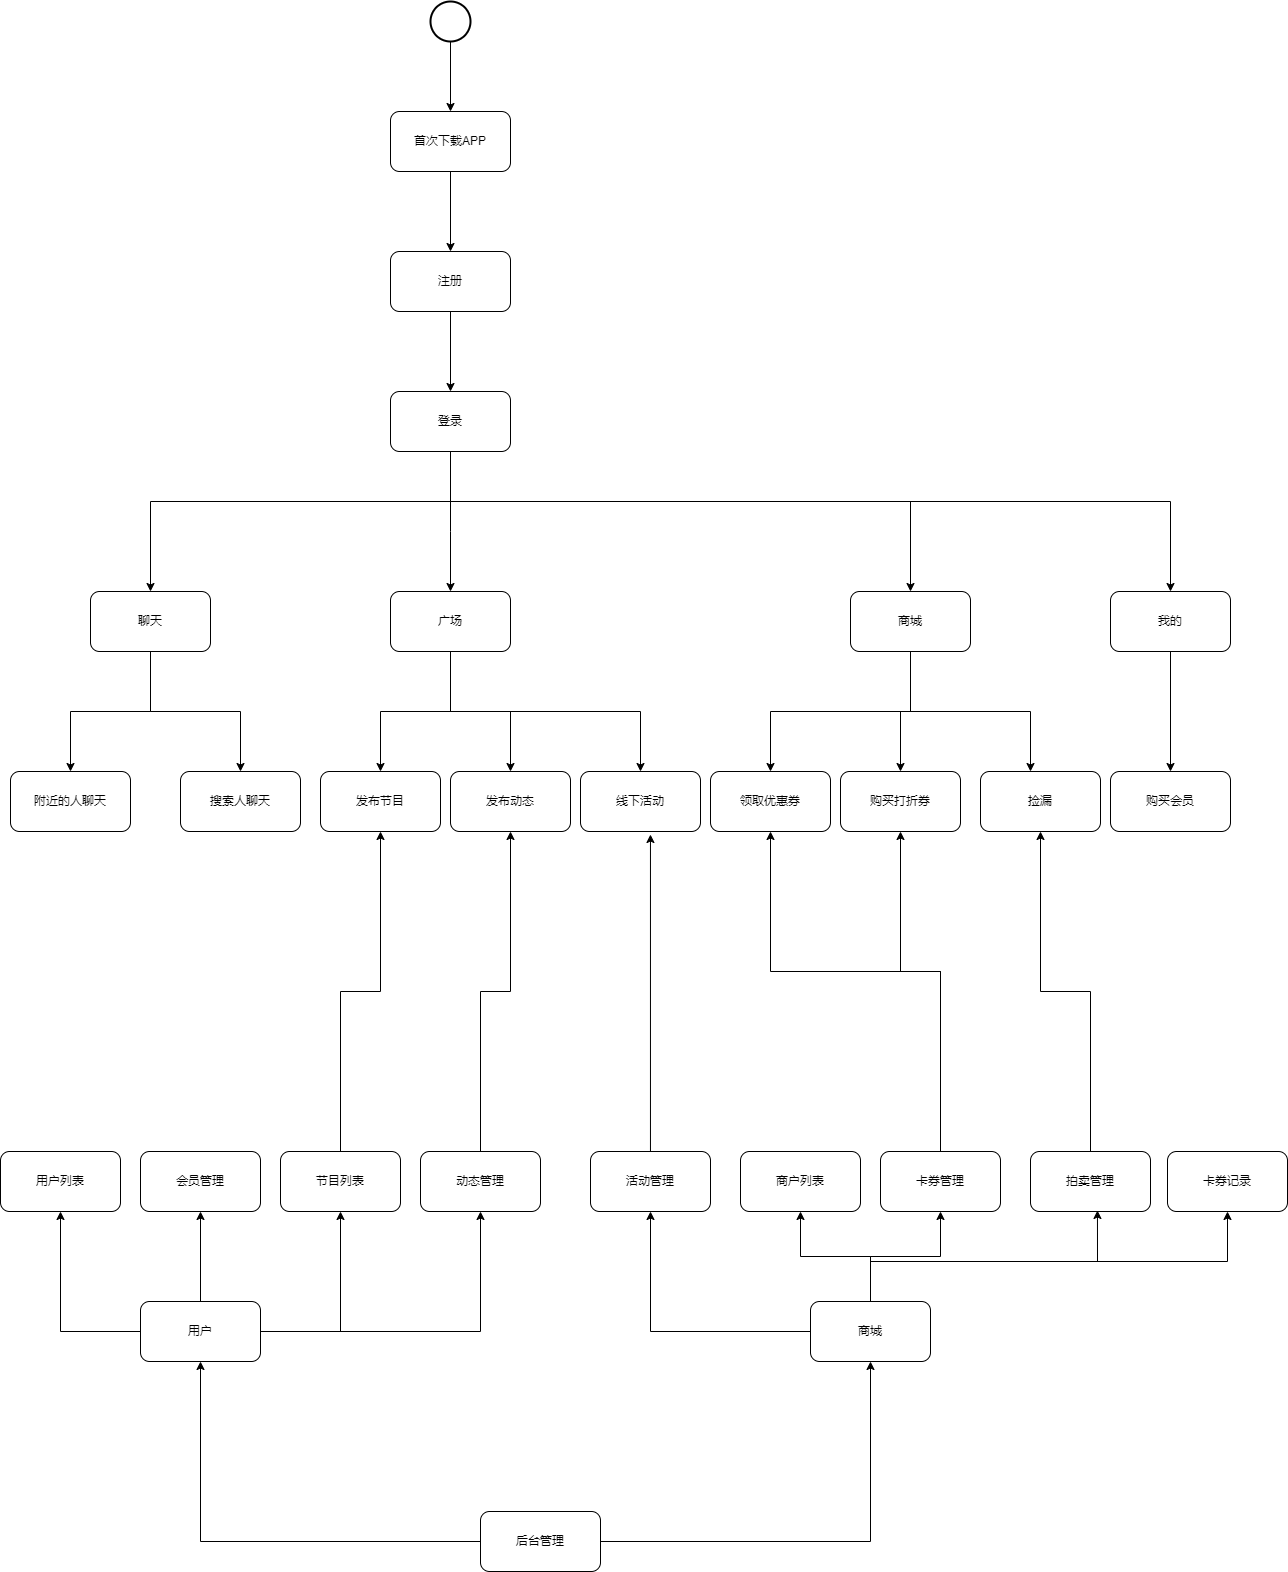 首次下载APP
注册
登录
聊天
广场
商城
我的
附近的人聊天
搜索人聊天
发布节目
发布动态
线下活动
领取优惠券
购买打折券
捡漏
购买会员
用户列表
会员管理
节目列表
动态管理
活动管理
商户列表
卡券管理
拍卖管理
卡券记录
用户
商城
后台管理